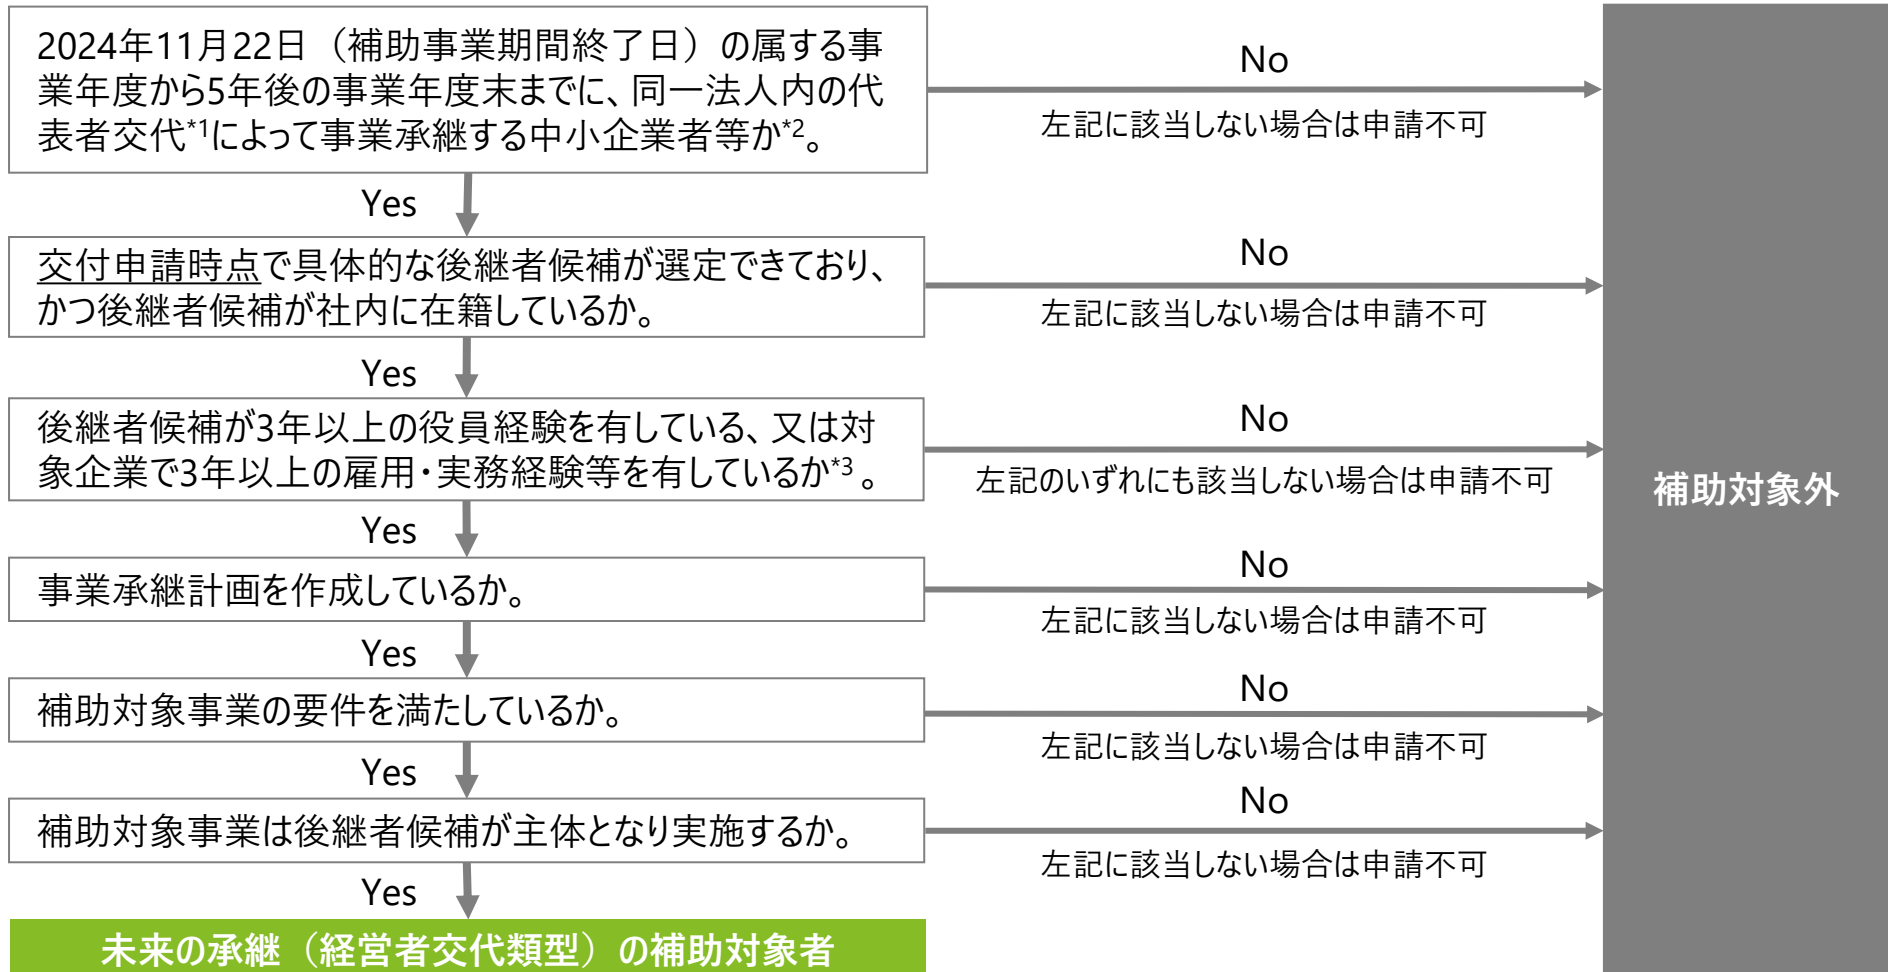 2024年11月22日（補助事業期間終了日）の属する事
業年度から5年後の事業年度末までに、同一法人内の代
表者交代*1によって事業承継する中小企業者等か*2。
No
左記に該当しない場合は申請不可
Yes
交付申請時点で具体的な後継者候補が選定できており、
かつ後継者候補が社内に在籍しているか。
No
左記に該当しない場合は申請不可
Yes
後継者候補が3年以上の役員経験を有している、又は対
象企業で3年以上の雇用・実務経験等を有しているか*3 。
No
左記のいずれにも該当しない場合は申請不可
補助対象外
Yes
事業承継計画を作成しているか。
No
左記に該当しない場合は申請不可
Yes
補助対象事業の要件を満たしているか。
No
左記に該当しない場合は申請不可
Yes
補助対象事業は後継者候補が主体となり実施するか。
No
左記に該当しない場合は申請不可
Yes
未来の承継（経営者交代類型）の補助対象者